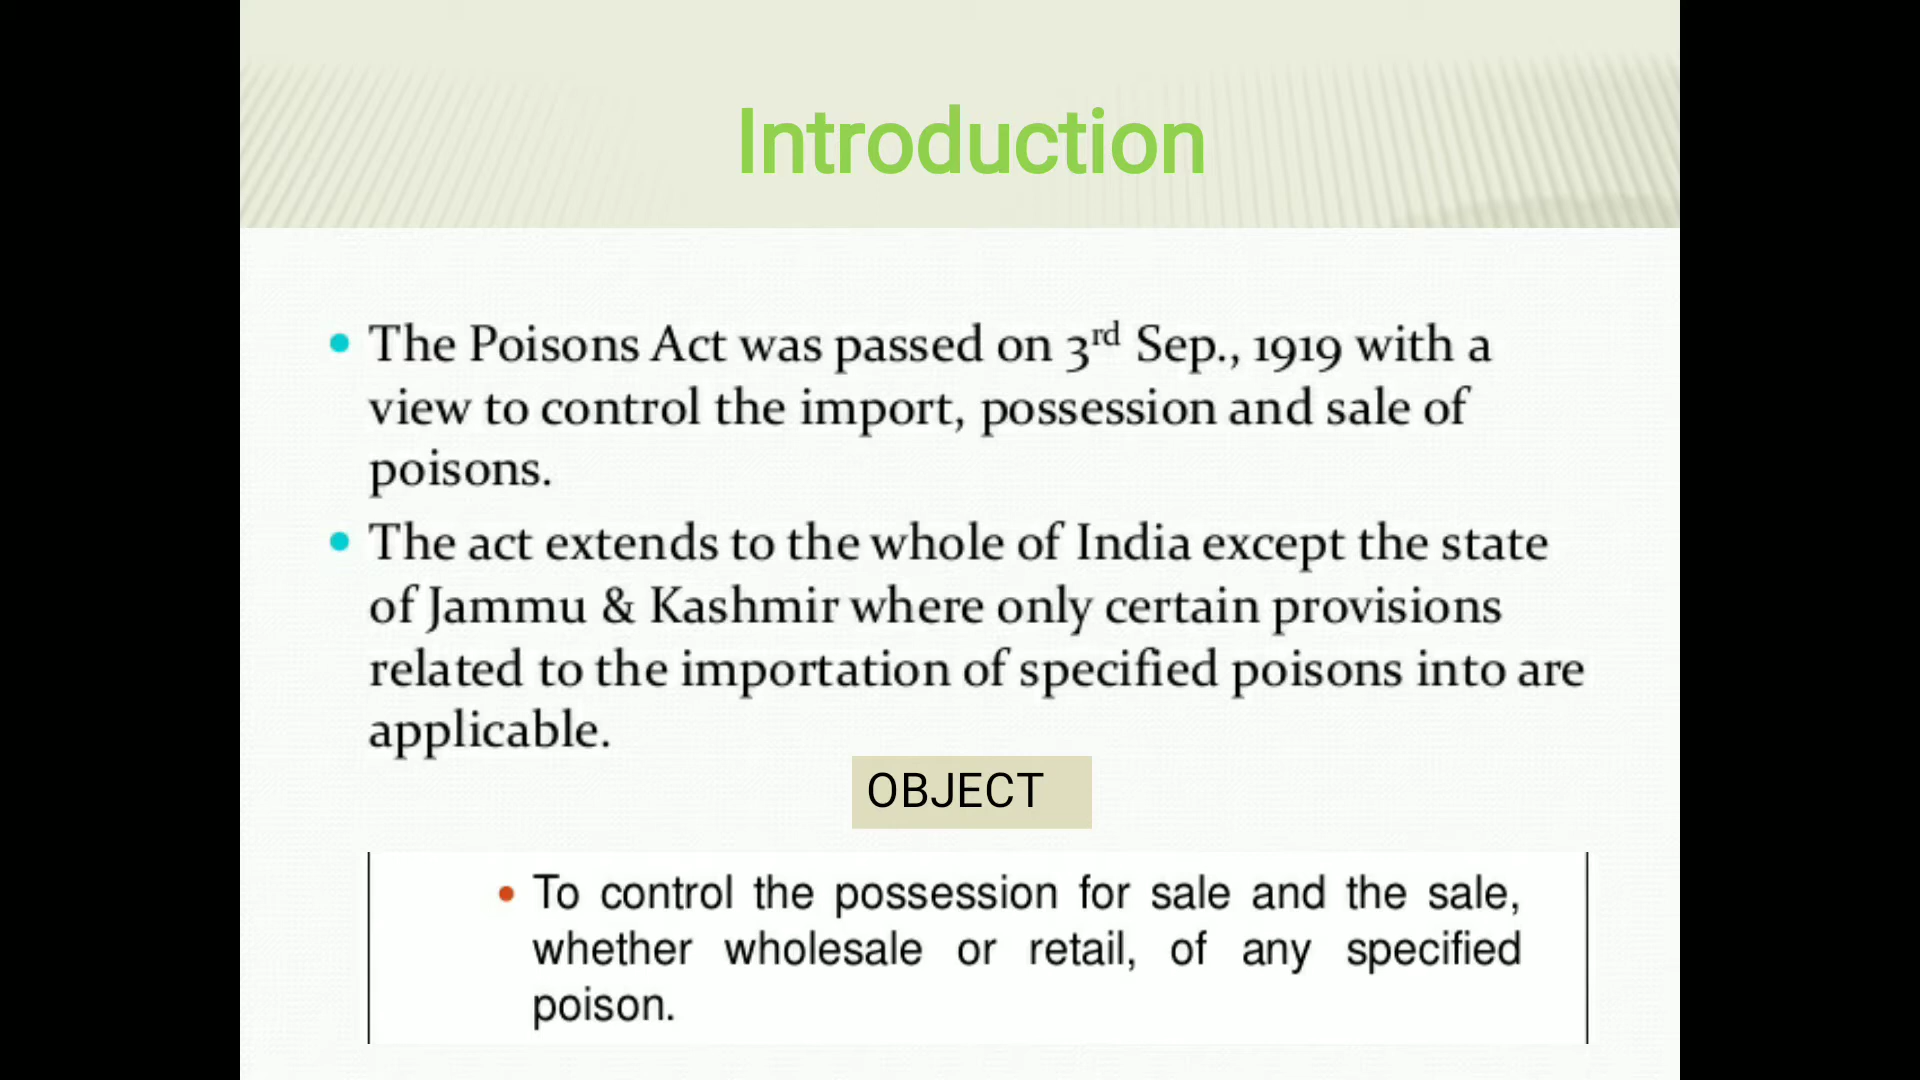 Introduction
• The Poisons Act was passed on 3rd Sep., 1919 with a
view to control the import, possession and sale of
poisons.
• The act extends to the whole of India except the state
of Jammu & Kashmir where only certain provisions
related to the importation of specified poisons into are
applicable.
OBJECT
• To control the possession for sale and the sale,
whether wholesale or retail, of any specified
poison.